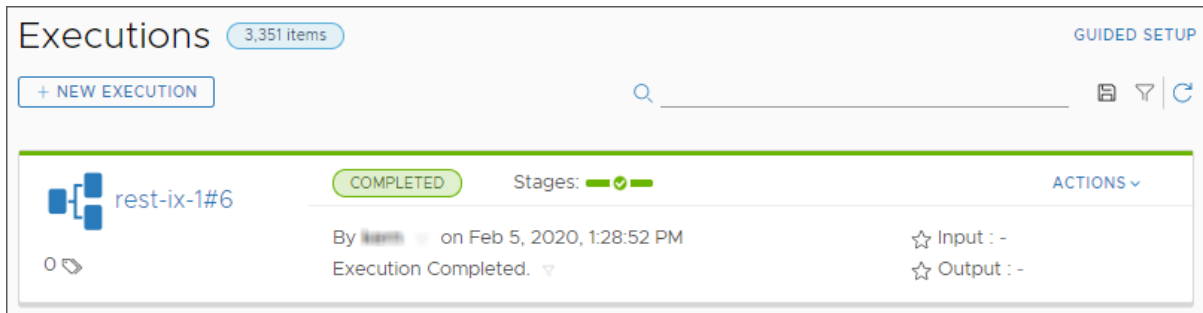 Executions 3,351 items GUIDED SETUP
+ NEW EXECUTION
rest-ix-1#6 COMPLETED Stages: ACTIONS
By on Feb 5, 2020, 1:28:52 PM Input : -
0 Execution Completed. Output : -